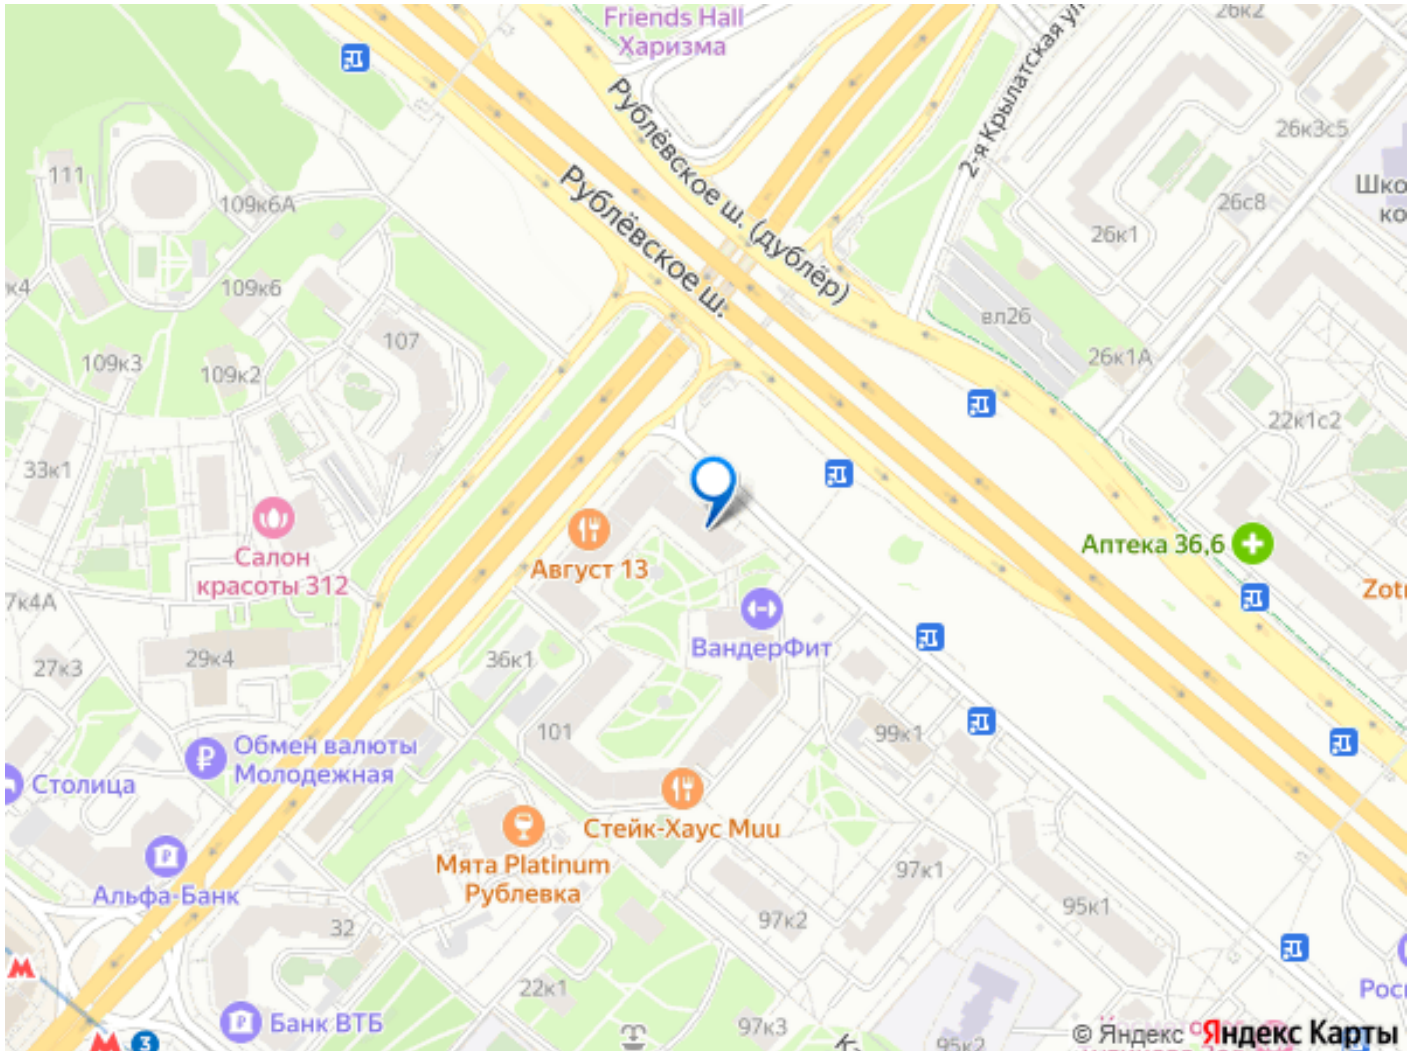 Friends Hall
Харизма
26к2
2-я Крылатская ул.
Рублёвское ш. (дублёр)
Рублёвское ш.
26к3с5
111
109к6А
26с8
Шко
ко
26к1
к4
109к6
вл26
107
109к3
109к2
26к1А
22к1с2
33к1
Салон
красоты 312
Август 13
Аптека 36,6
Zotr
7к4А
ВандерФит
29к4
36к1
27к3
101
99к1
Обмен валюты
Молодежная
Столица
Стейк-Хаус Muu
Мята Platinum
Рублевка
Альфа-Банк
97к1
95к1
97к2
32
22к1
Рос
Банк ВТБ
97к3
95к2
3
© Яндекс Яндекс Карты